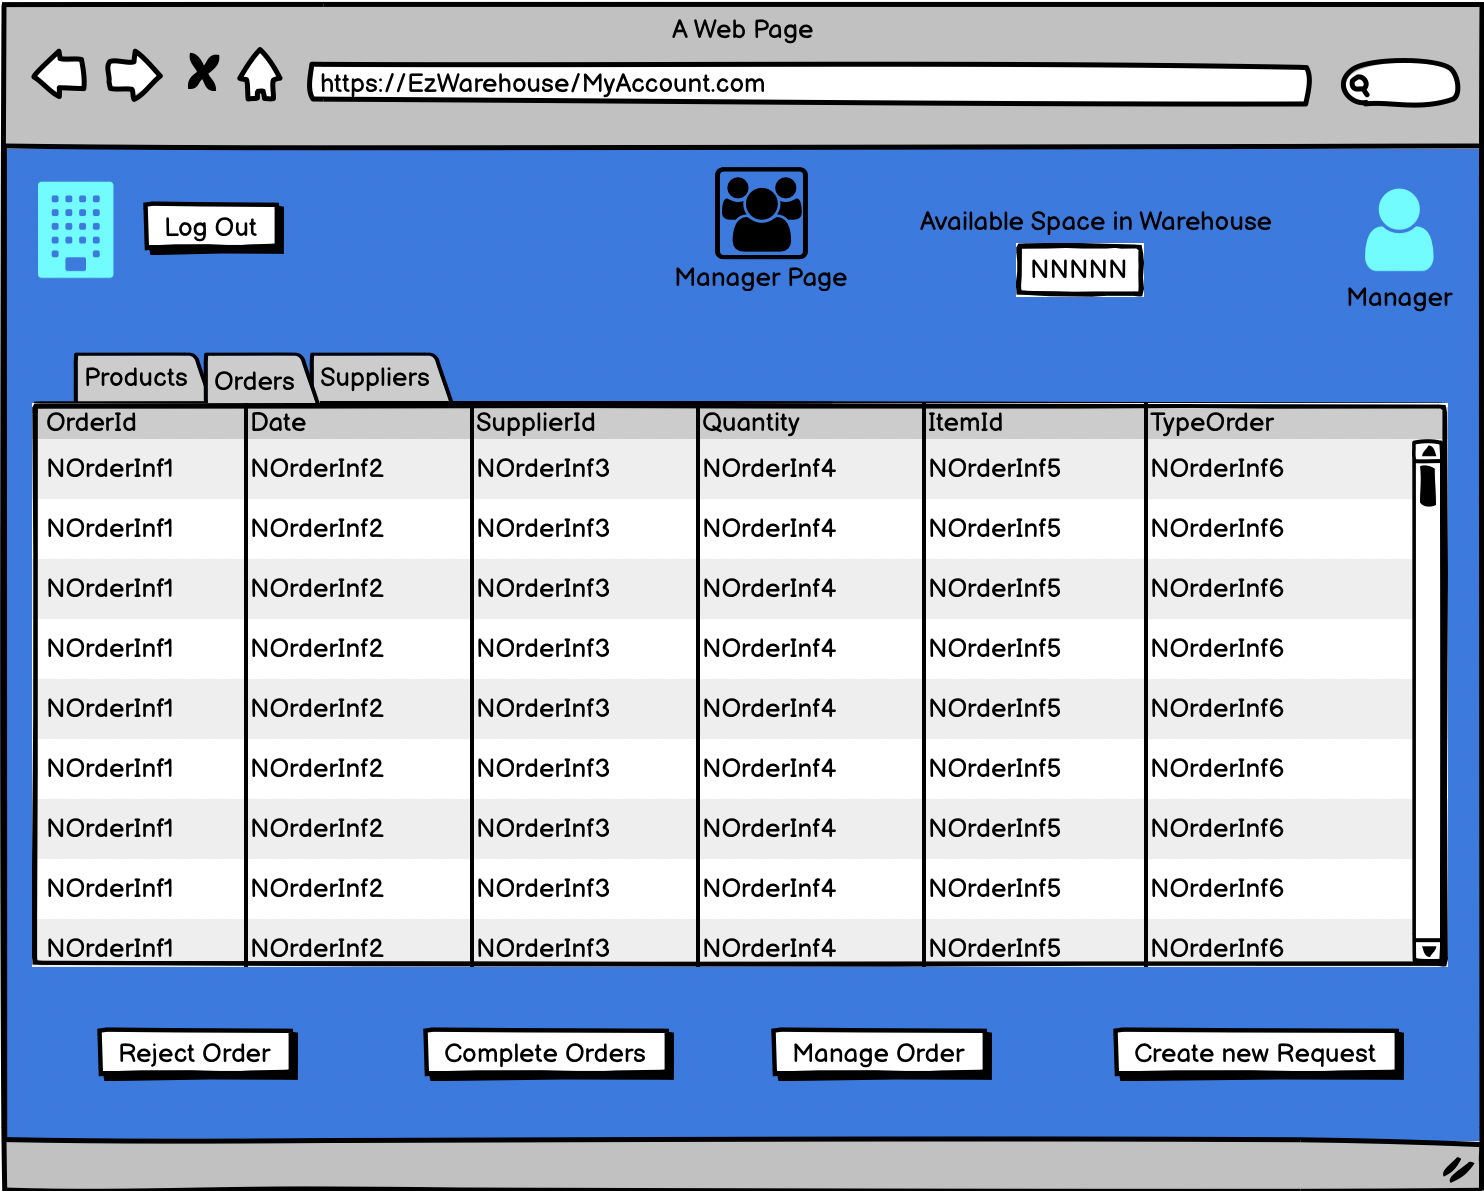 A Web Page
https://EzWarehouse/MyAccount.com
Log Out
Manager Page
Available Space in Warehouse
NNNNN
Manager
Products Orders Suppliers
OrderId Date SupplierId Quantity ItemId TypeOrder
NOrderInf1 NOrderInf2 NOrderInf3 NOrderInf4 NOrderInf5 NOrderInf6
NOrderInf1 NOrderInf2 NOrderInf3 NOrderInf4 NOrderInf5 NOrderInf6
NOrderInf1 NOrderInf2 NOrderInf3 NOrderInf4 NOrderInf5 NOrderInf6
NOrderInf1 NOrderInf2 NOrderInf3 NOrderInf4 NOrderInf5 NOrderInf6
NOrderInf1 NOrderInf2 NOrderInf3 NOrderInf4 NOrderInf5 NOrderInf6
NOrderInf1 NOrderInf2 NOrderInf3 NOrderInf4 NOrderInf5 NOrderInf6
NOrderInf1 NOrderInf2 NOrderInf3 NOrderInf4 NOrderInf5 NOrderInf6
NOrderInf1 NOrderInf2 NOrderInf3 NOrderInf4 NOrderInf5 NOrderInf6
NOrderInf1 NOrderInf2 NOrderInf3 NOrderInf4 NOrderInf5 NOrderInf6
Reject Order Complete Orders Manage Order Create new Request